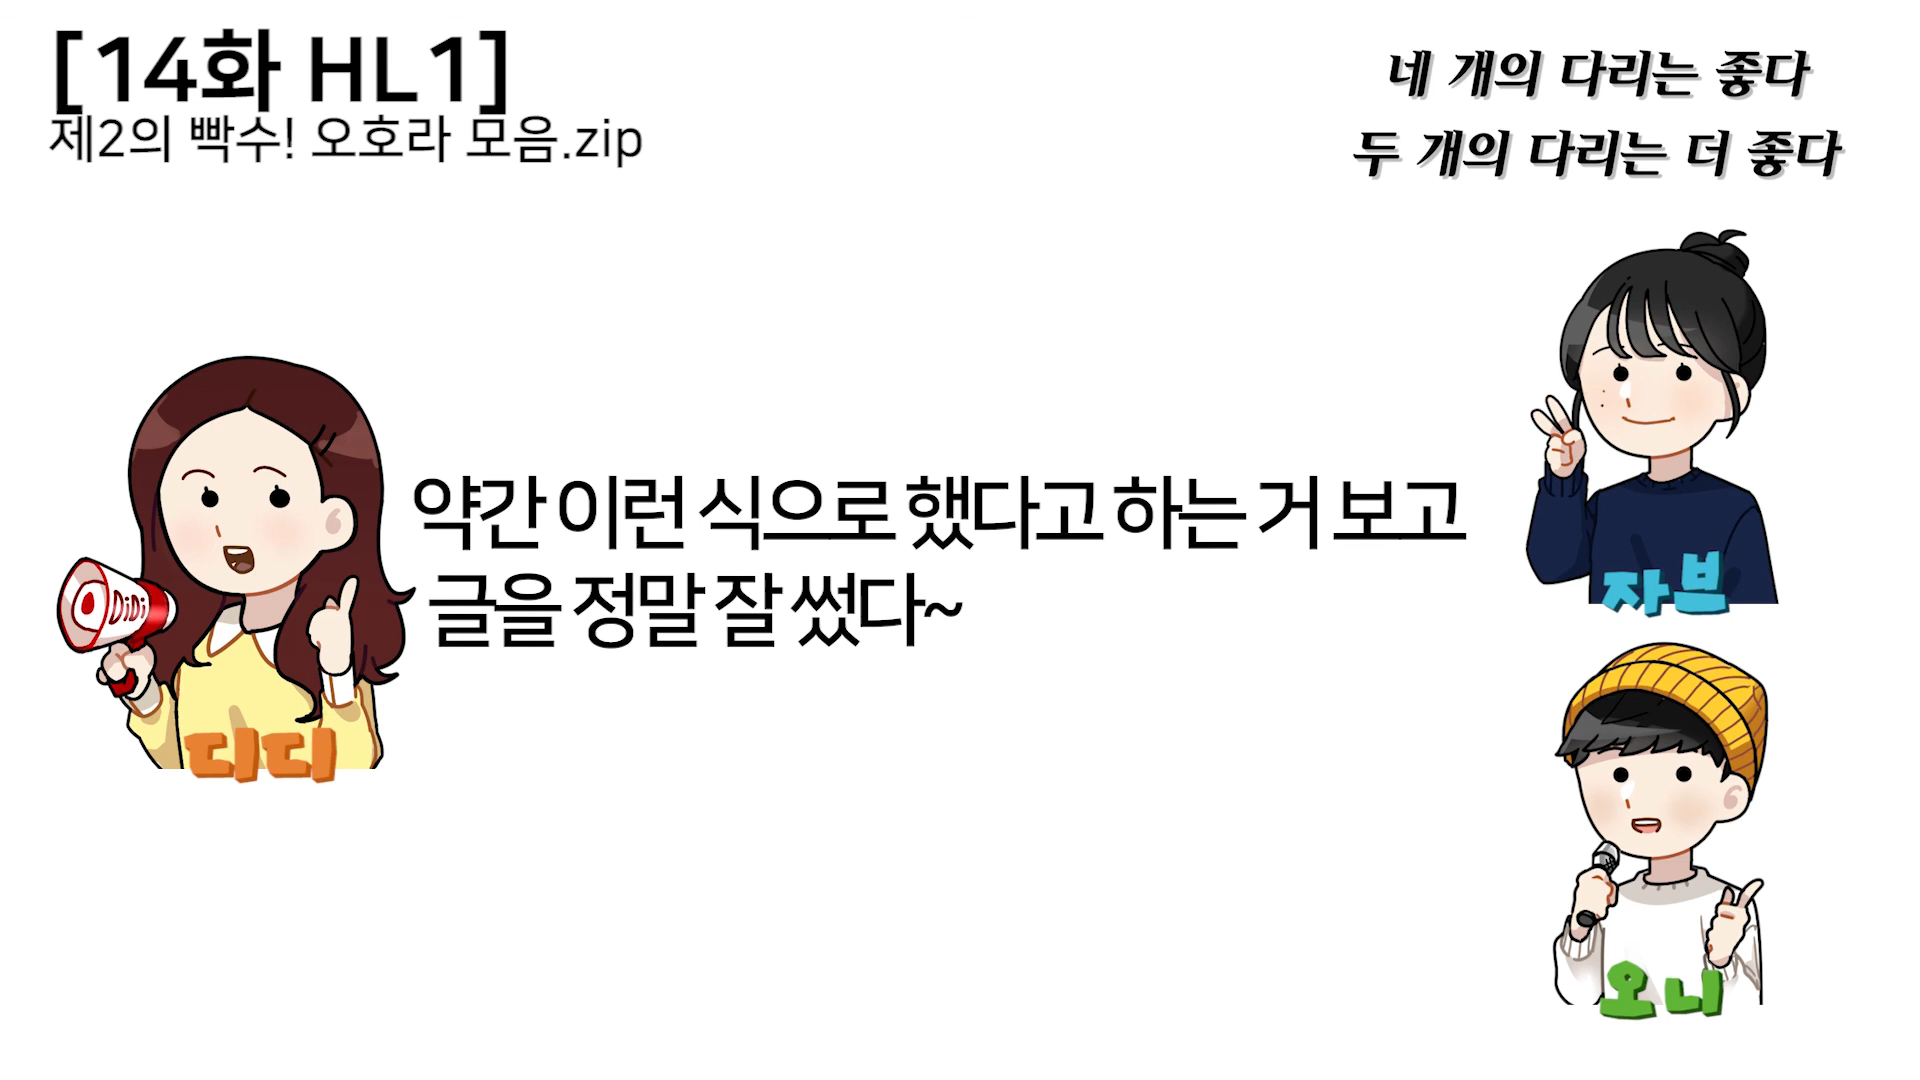 [14화 HL1]
제2의 빡수! 오호라 모음.zip
네 개의 다리는 좋다
두 개의 다리는 더 좋다
약간 이런 식으로 했다고 하는 거 보고
글을 정말 잘 썼다~
DiDi
디디
자브
오니